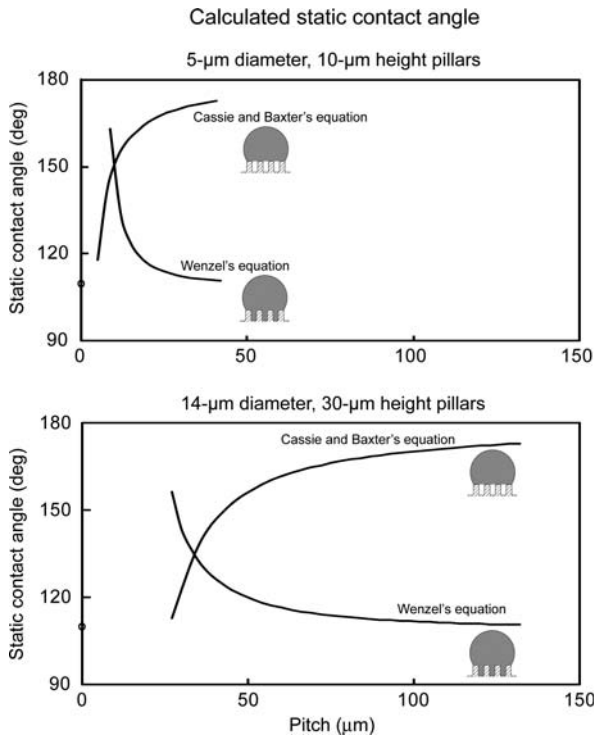 Calculated static contact angle
5-μm diameter, 10-μm height pillars
180
Cassie and Baxter's equation
150
Static contact angle (deg)
120
Wenzel's equation
90
0
50
100
150
14-μm diameter, 30-μm height pillars
180
Cassie and Baxter's equation
150
Static contact angle (deg)
120
Wenzel's equation
90
0
50
100
150
Pitch (μm)